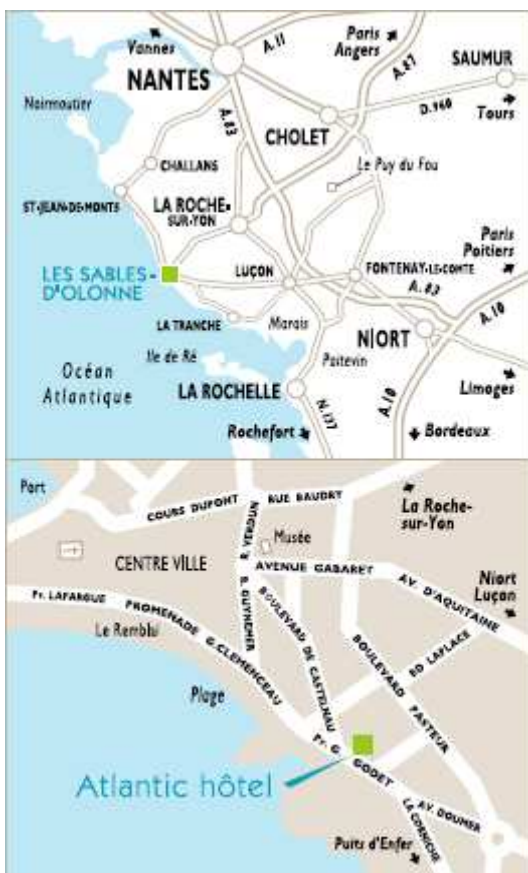 Vannes
A.11
Paris
Angers
A.87
SAUMUR
NANTES
D.960
Tours
Noirmoutier
A.83
CHOLET
CHALLANS
Le Puy du Fou
ST-JEAN-DE-MONTS
LA ROCHE-
SUR-YON
Paris
Poitiers
LES SABLES-
D'OLONNE
LUÇON
FONTENAY-LE-COMTE
A.83
A.10
LA TRANCHE
Marais
NIORT
Ile de Ré
Poitevin
Océan
Atlantique
LA ROCHELLE
N.137
A.10
Limoges
Rochefort
Bordeaux
Port
COURS DUPONT
RUE BAUDRY
La Roche-
sur-Yon
R. VERDUN
Musée
CENTRE VILLE
AVENUE GABARET
AV. D'AQUITAINE
Niort
Luçon
Pr. LAFARGUE
PROMENADE G.CLEMENCEAU
B. GUYNEMER
BOULEVARD DE CASTELNAU
BOULEVARD PASTEUR
ED LAPLACE
Le Remblai
Plage
Pr. G. GODET
Atlantic hôtel
LA CORNICHE
AV. DOUMER
Puits d'Enfer